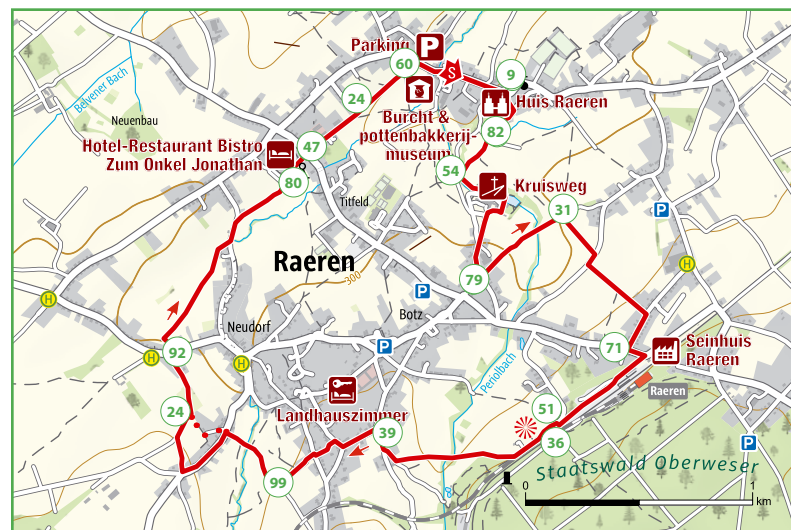 Parking P
60
S
9
Belvener Bach
24
Burcht &
pottenbakkerij-
museum
Huis Raeren
82
Neuenbau
47
Hotel-Restaurant Bistro
Zum Onkel Jonathan
80
54
Kruisweg
Titfeld
31
P
Raeren
300
79
H
H
P
Botz
Neudorf
92
H
H
P
Periolbach
71
Seinhuis
Raeren
Raeren
24
Landhauszimmer
39
51
36
P
99
Staatswald Oberweser
0
1
km